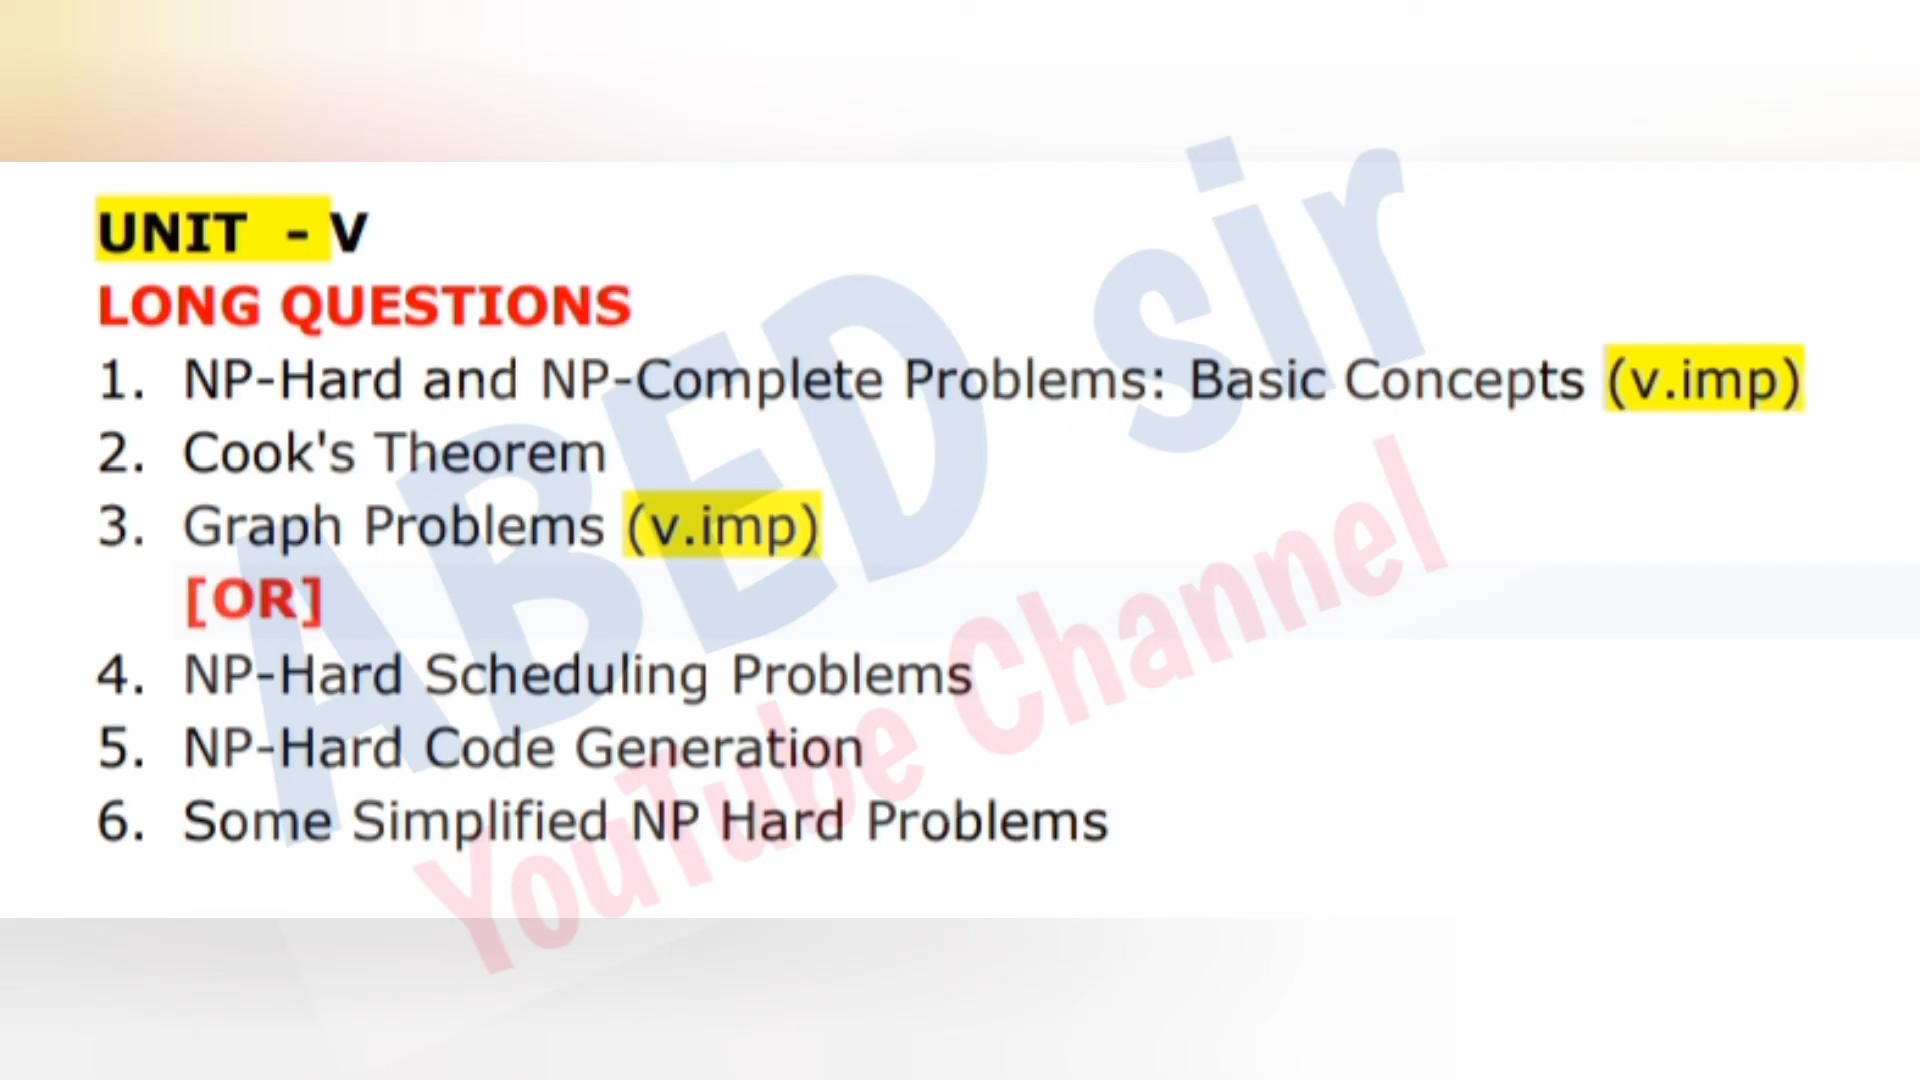 UNIT - V
LONG QUESTIONS
1. NP-Hard and NP-Complete Problems: Basic Concepts (v.imp)
2. Cook's Theorem
3. Graph Problems (v.imp)
[OR]
4. NP-Hard Scheduling Problems
5. NP-Hard Code Generation
6. Some Simplified NP Hard Problems
ABED sir
YouTube Channel